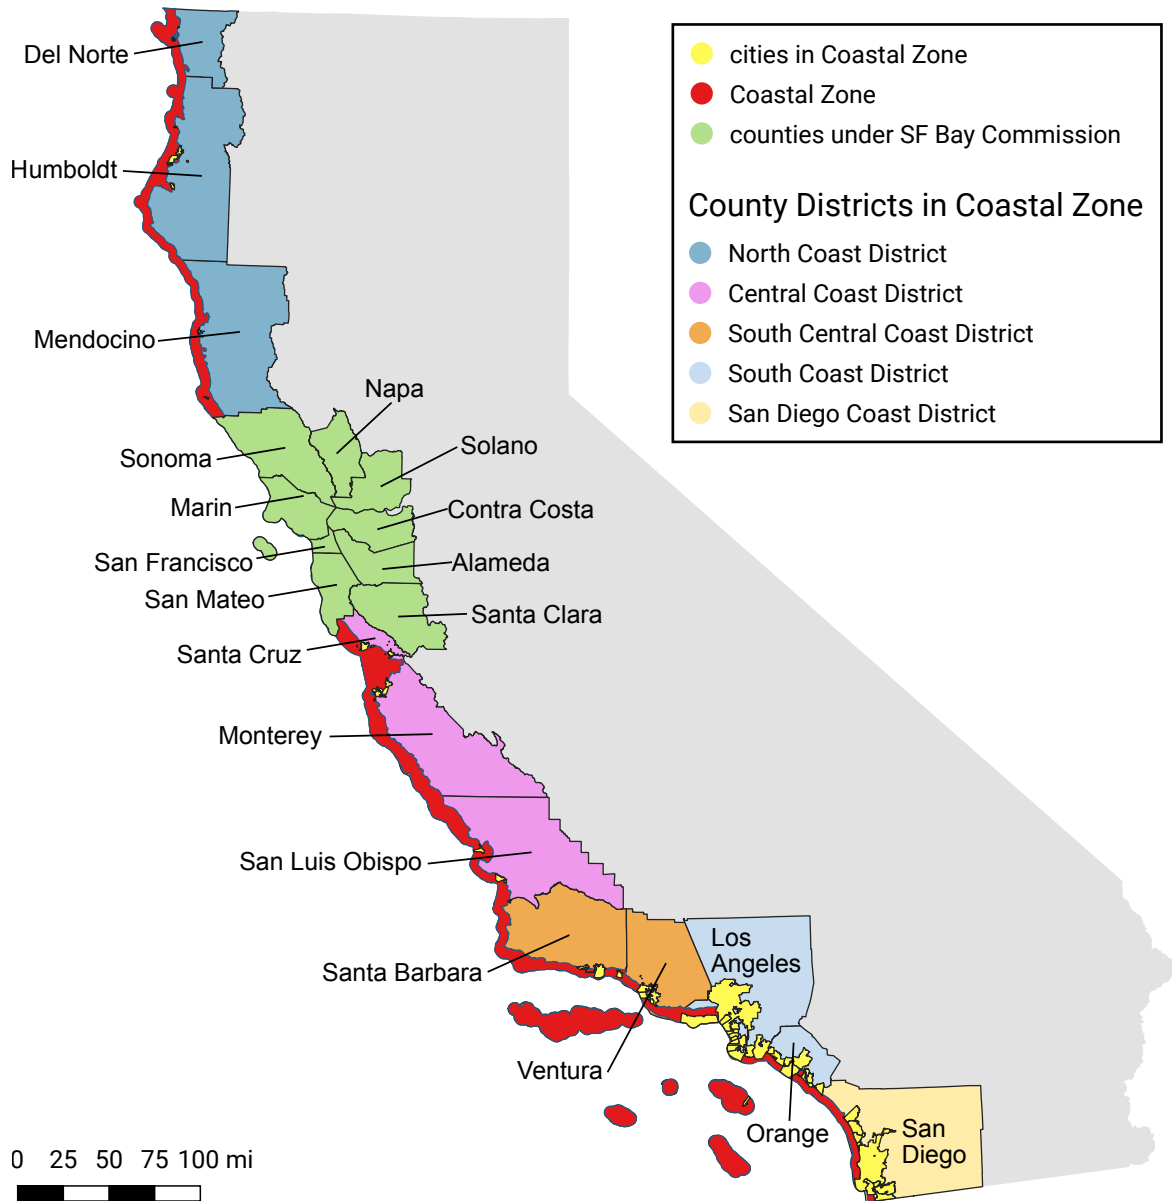 cities in Coastal Zone
Coastal Zone
counties under SF Bay Commission
County Districts in Coastal Zone
North Coast District
Central Coast District
South Central Coast District
South Coast District
San Diego Coast District
Del Norte
Humboldt
Mendocino
Napa
Sonoma
Solano
Marin
Contra Costa
San Francisco
Alameda
San Mateo
Santa Clara
Santa Cruz
Monterey
San Luis Obispo
Los
Angeles
Santa Barbara
Ventura
Orange
San
Diego
0 25 50 75 100 mi